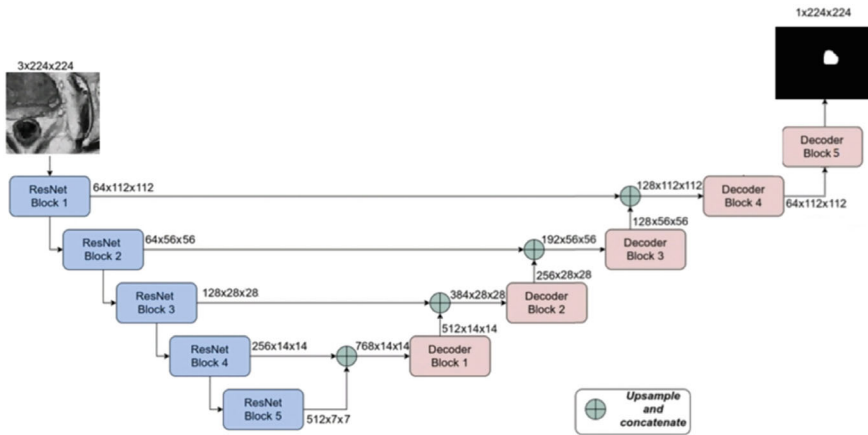 1x224x224
3x224x224
ResNet
Block 1
64x112x112
128x112x112
Decoder
Block 4
64x112x112
Decoder
Block 5
128x56x56
ResNet
Block 2
64x56x56
192x56x56
Decoder
Block 3
256x28x28
ResNet
Block 3
128x28x28
384x28x28
Decoder
Block 2
512x14x14
ResNet
Block 4
256x14x14
768x14x14
Decoder
Block 1
ResNet
Block 5
512x7x7
Upsample
and
concatenate